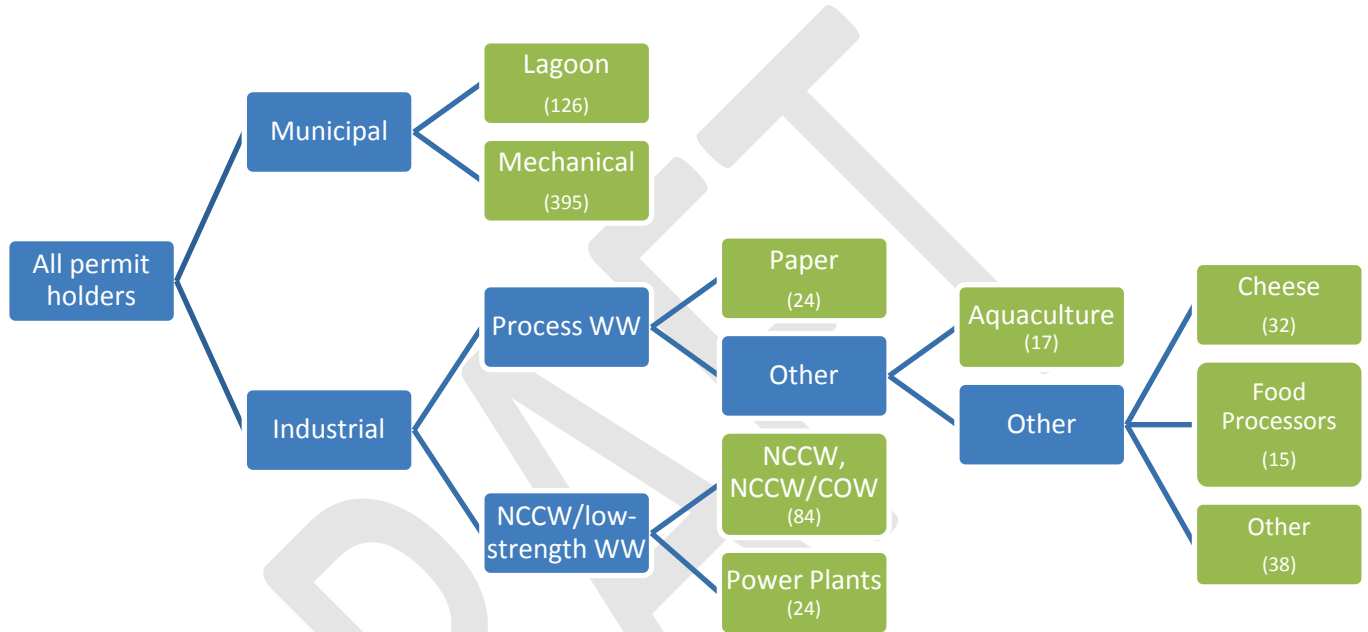 All permit
holders
Municipal
Industrial
Lagoon
(126)
Mechanical
(395)
Process WW
NCCW/low-
strength WW
Paper
(24)
Other
NCCW,
NCCW/COW
(84)
Power Plants
(24)
Aquaculture
(17)
Other
Cheese
(32)
Food
Processors
(15)
Other
(38)
DRAFT